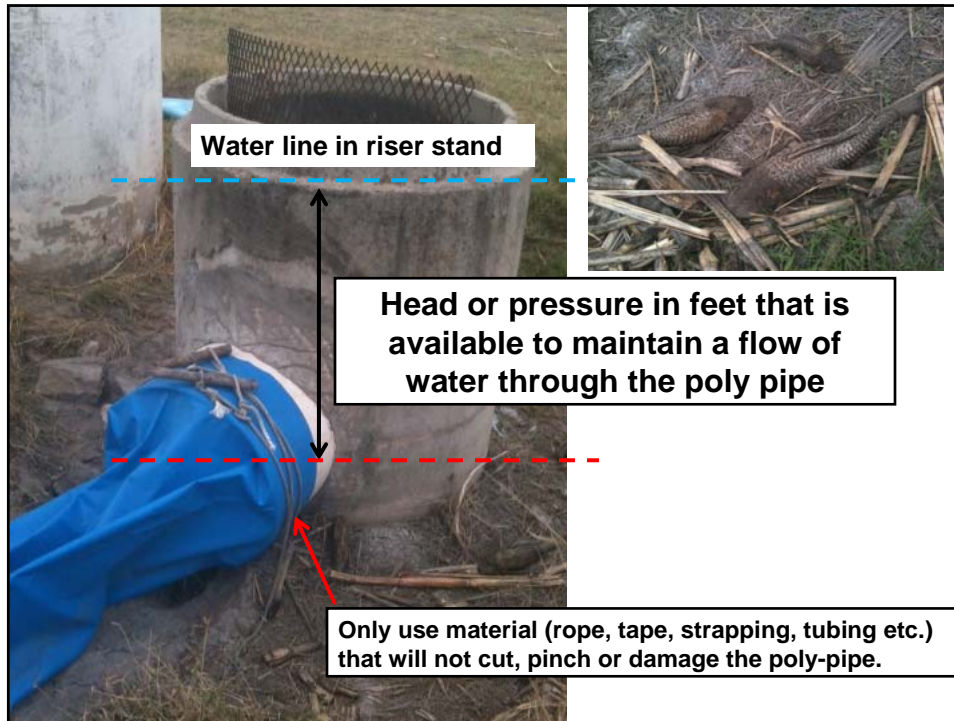 Water line in riser stand
Head or pressure in feet that is
available to maintain a flow of
water through the poly pipe
Only use material (rope, tape, strapping, tubing etc.)
that will not cut, pinch or damage the poly-pipe.